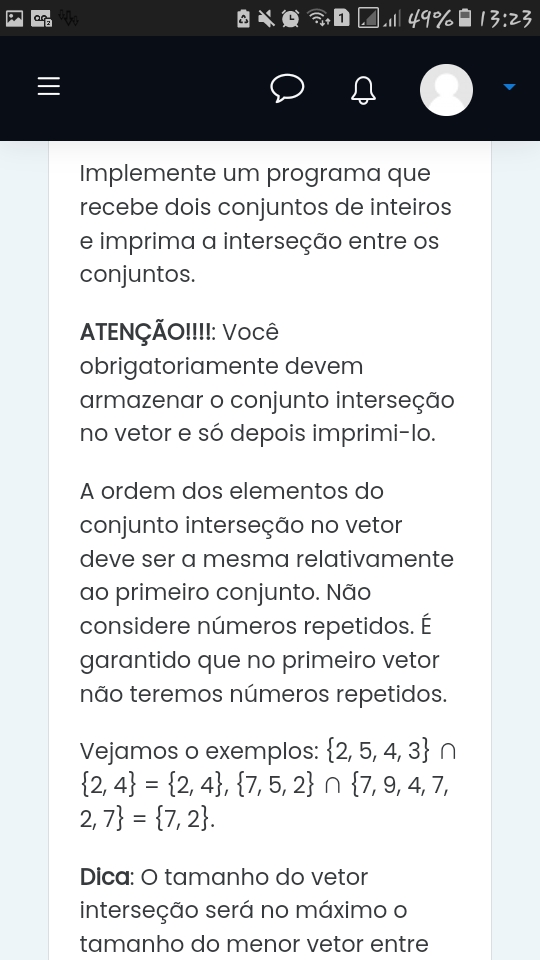 49% 13:23
Implemente um programa que
recebe dois conjuntos de inteiros
e imprima a interseção entre os
conjuntos.
ATENÇÃO!!!!: Você
obrigatoriamente devem
armazenar o conjunto interseção
no vetor e só depois imprimi-lo.
A ordem dos elementos do
conjunto interseção no vetor
deve ser a mesma relativamente
ao primeiro conjunto. Não
considere números repetidos. É
garantido que no primeiro vetor
não teremos números repetidos.
Vejamos o exemplos: {2, 5, 4, 3} ∩
{2, 4} = {2, 4}, {7, 5, 2} ∩ {7, 9, 4, 7,
2, 7} = {7, 2}.
Dica: O tamanho do vetor
interseção será no máximo o
tamanho do menor vetor entre